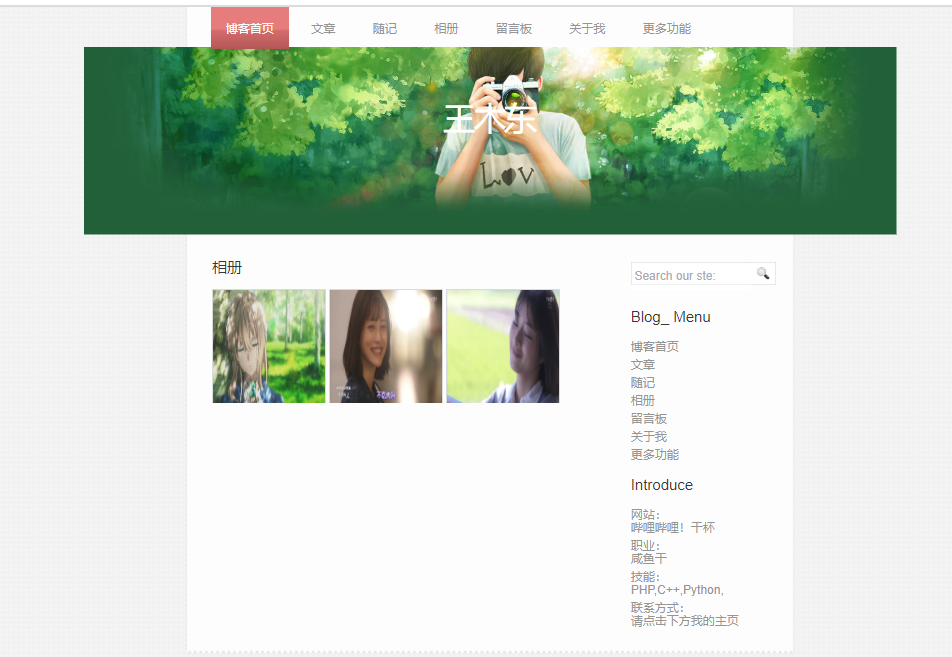 博客首页 文章 随记 相册 留言板 关于我 更多功能
王木东
LOV
相册
Search our ste:
Blog_ Menu
博客首页
文章
随记
相册
留言板
关于我
更多功能
Introduce
网站:
哔哩哔哩！干杯
职业:
咸鱼干
技能:
PHP,C++,Python,
联系方式:
请点击下方我的主页